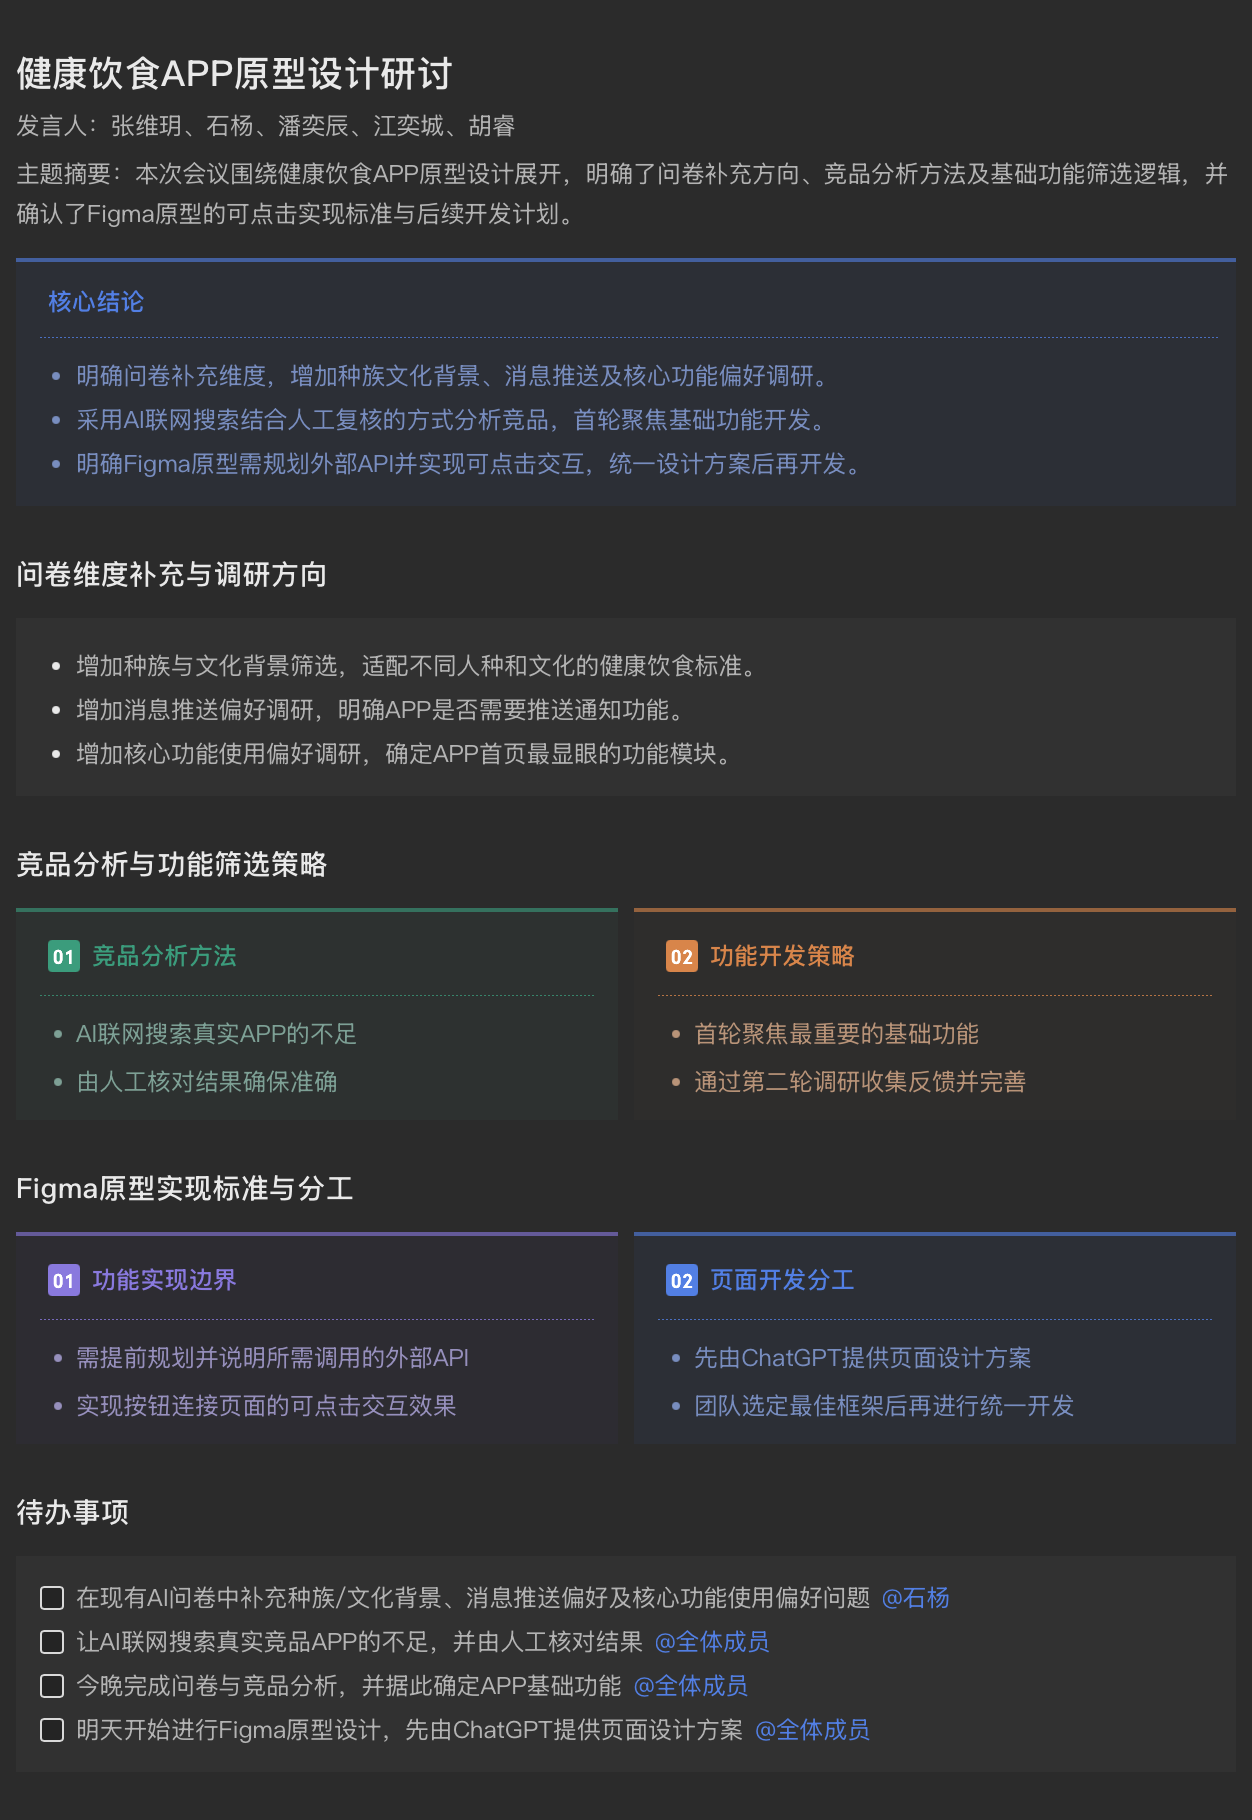 健康饮食APP原型设计研讨
发言人：张维玥、石杨、潘奕辰、江奕城、胡睿
主题摘要：本次会议围绕健康饮食APP原型设计展开，明确了问卷补充方向、竞品分析方法及基础功能筛选逻辑，并
确认了Figma原型的可点击实现标准与后续开发计划。
核心结论
• 明确问卷补充维度，增加种族文化背景、消息推送及核心功能偏好调研。
• 采用AI联网搜索结合人工复核的方式分析竞品，首轮聚焦基础功能开发。
• 明确Figma原型需规划外部API并实现可点击交互，统一设计方案后再开发。
问卷维度补充与调研方向
• 增加种族与文化背景筛选，适配不同人种和文化的健康饮食标准。
• 增加消息推送偏好调研，明确APP是否需要推送通知功能。
• 增加核心功能使用偏好调研，确定APP首页最显眼的功能模块。
竞品分析与功能筛选策略
01 竞品分析方法
• AI联网搜索真实APP的不足
• 由人工核对结果确保准确
02 功能开发策略
• 首轮聚焦最重要的基础功能
• 通过第二轮调研收集反馈并完善
Figma原型实现标准与分工
01 功能实现边界
• 需提前规划并说明所需调用的外部API
• 实现按钮连接页面的可点击交互效果
02 页面开发分工
• 先由ChatGPT提供页面设计方案
• 团队选定最佳框架后再进行统一开发
待办事项
在现有AI问卷中补充种族/文化背景、消息推送偏好及核心功能使用偏好问题 @石杨
让AI联网搜索真实竞品APP的不足，并由人工核对结果 @全体成员
今晚完成问卷与竞品分析，并据此确定APP基础功能 @全体成员
明天开始进行Figma原型设计，先由ChatGPT提供页面设计方案 @全体成员